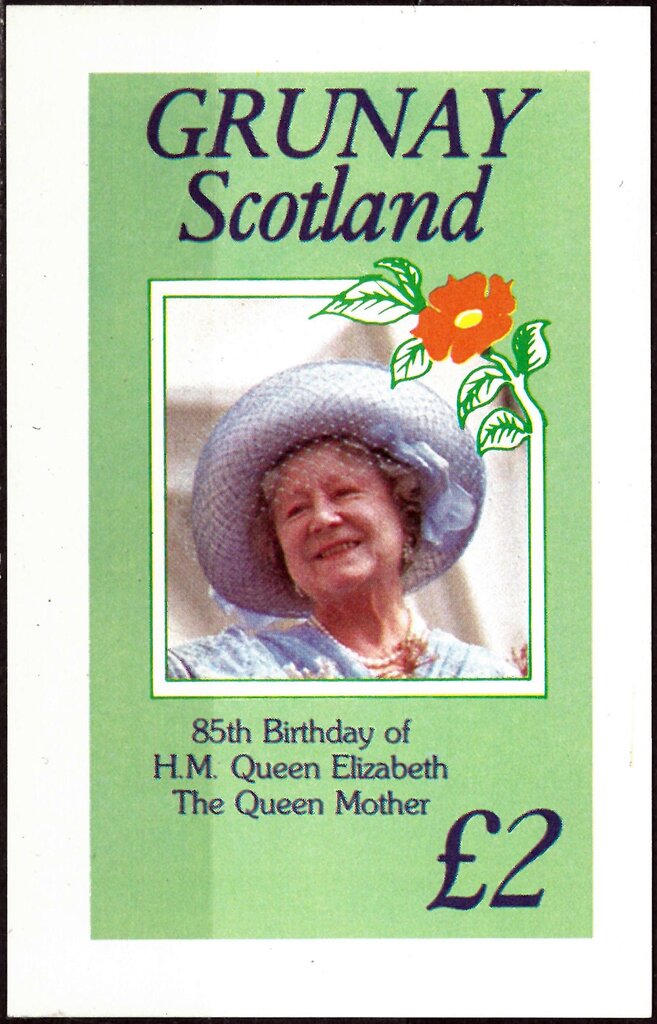 GRUNAY
Scotland
85th Birthday of
H.M. Queen Elizabeth
The Queen Mother
£2